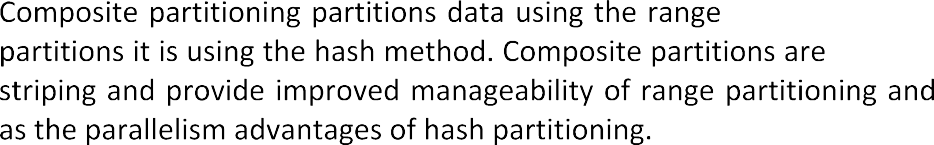 Composite partitioning partitions data using the range
partitions it is using the hash method. Composite partitions are
striping and provide improved manageability of range partitioning and
as the parallelism advantages of hash partitioning.